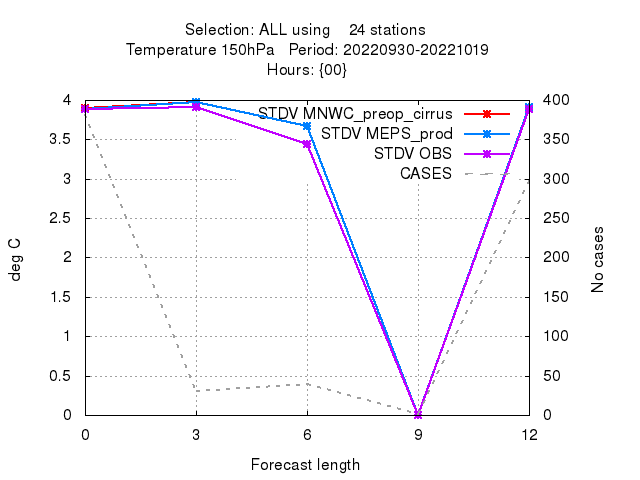 Selection: ALL using 24 stations
Temperature 150hPa Period: 20220930-20221019
Hours: {00}
STDV MNWC_preop_cirrus
STDV MEPS_prod
STDV OBS
CASES
4
3.5
3
2.5
2
1.5
1
0.5
0
400
350
300
250
200
150
100
50
0
deg C
No cases
0 3 6 9 12
Forecast length